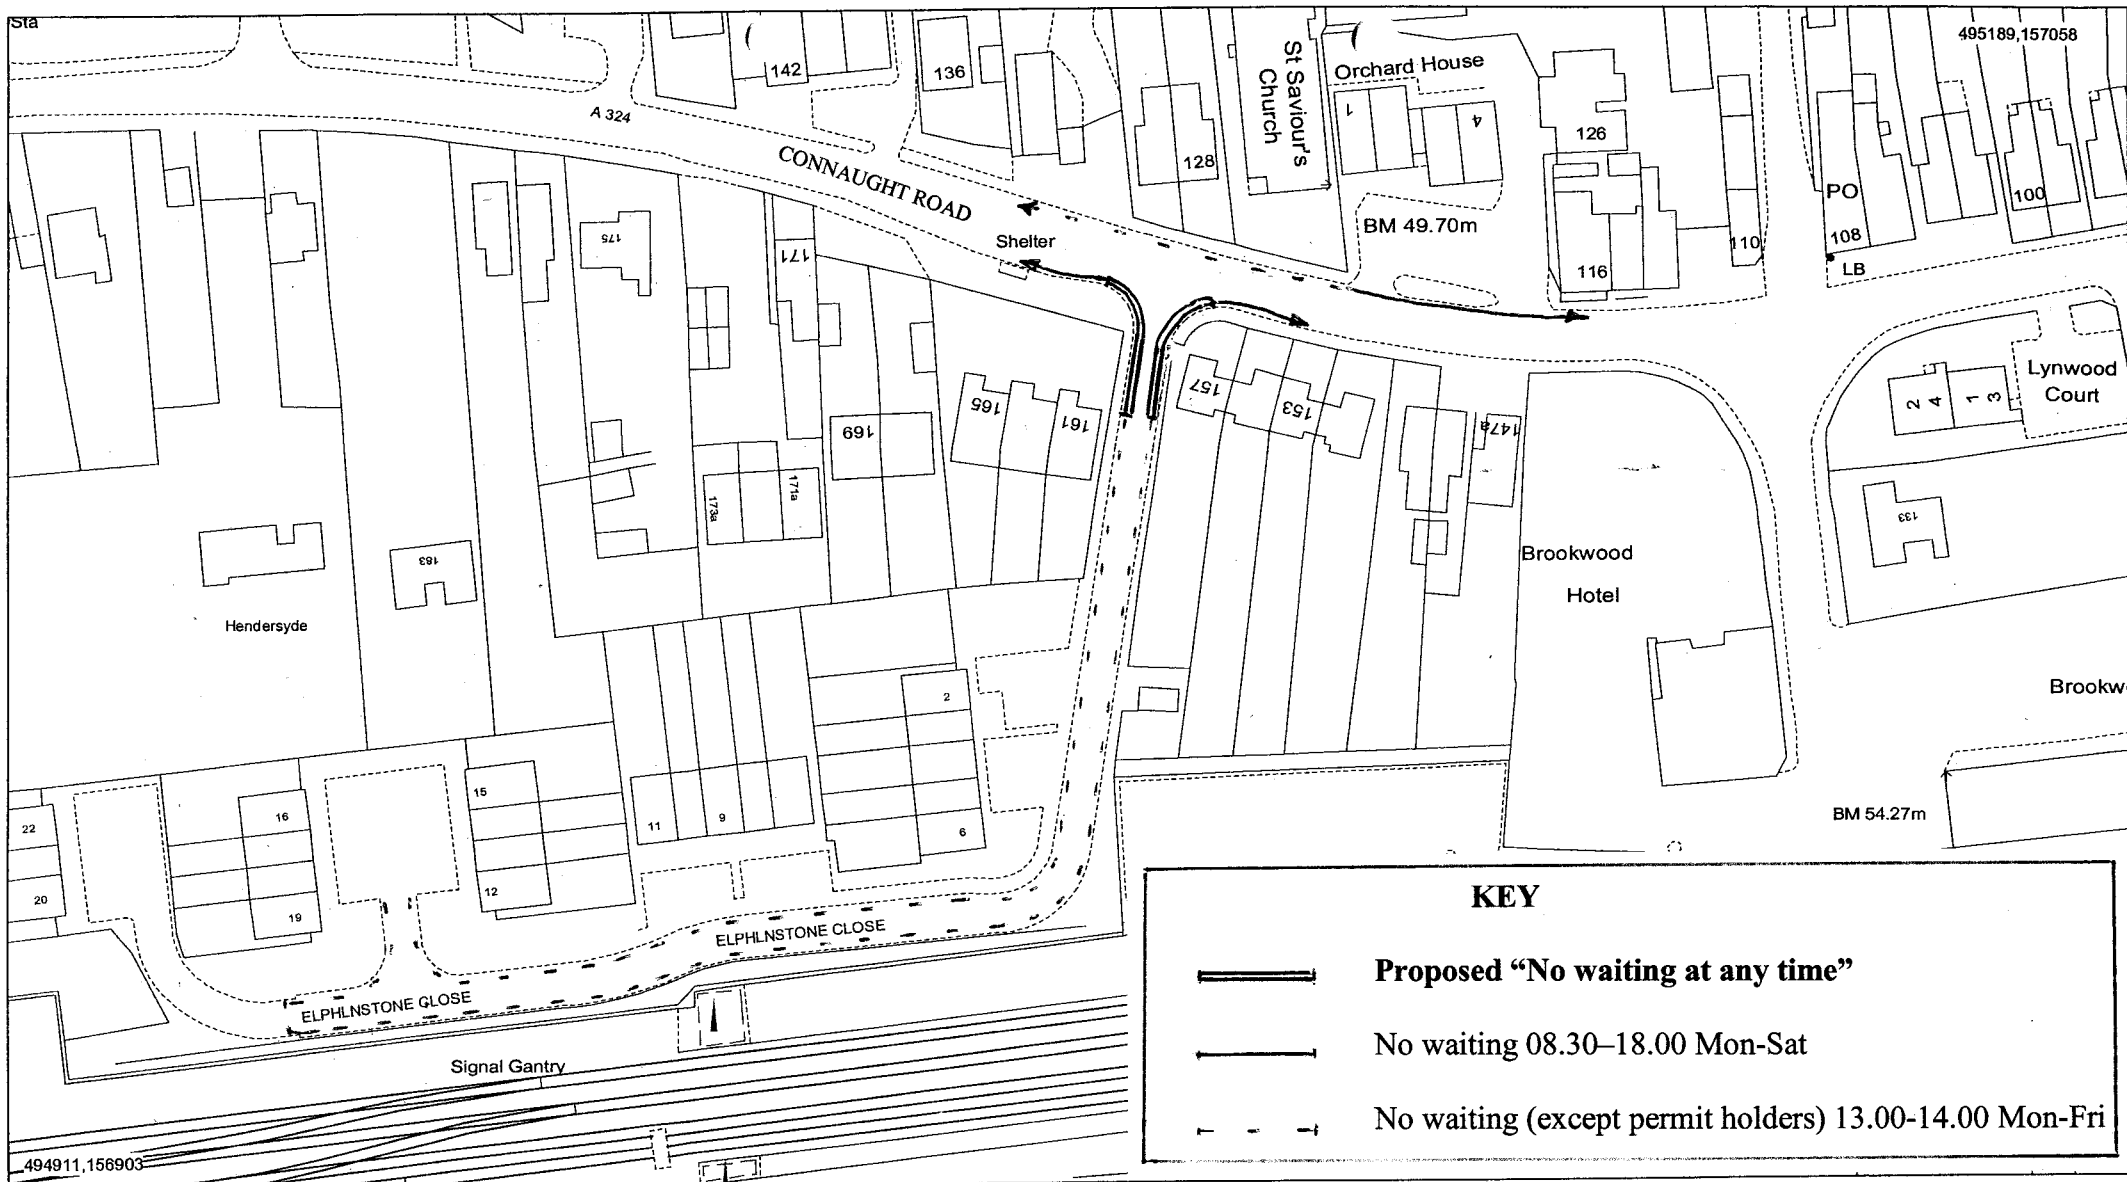 Sta
495189,157058
142
136
St Saviour's
Church
Orchard House
1
4
126
128
A 324
CONNAUGHT ROAD
PO
100
108
LB
110
116
BM 49.70m
Shelter
175
171
165
161
169
157
153
147a
173a
171a
Lynwood
Court
2
4
1
3
133
183
Hendersyde
Brookwood
Hotel
Brookw
BM 54.27m
2
6
15
12
11
9
16
19
22
20
ELPHLNSTONE CLOSE
ELPHLNSTONE CLOSE
Signal Gantry
494911,156903
KEY
Proposed “No waiting at any time”
No waiting 08.30–18.00 Mon-Sat
No waiting (except permit holders) 13.00-14.00 Mon-Fri